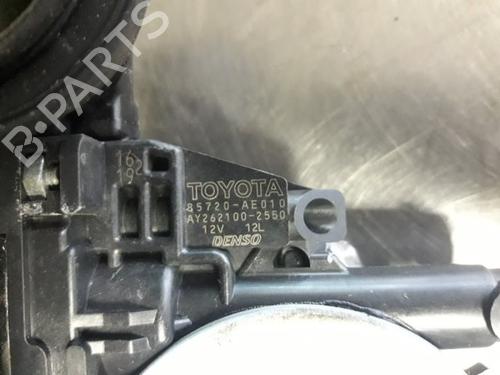 B-PARTS
16
19
TOYOTA
85720-AE010
AY262100-2550
12V 12L
DENSO